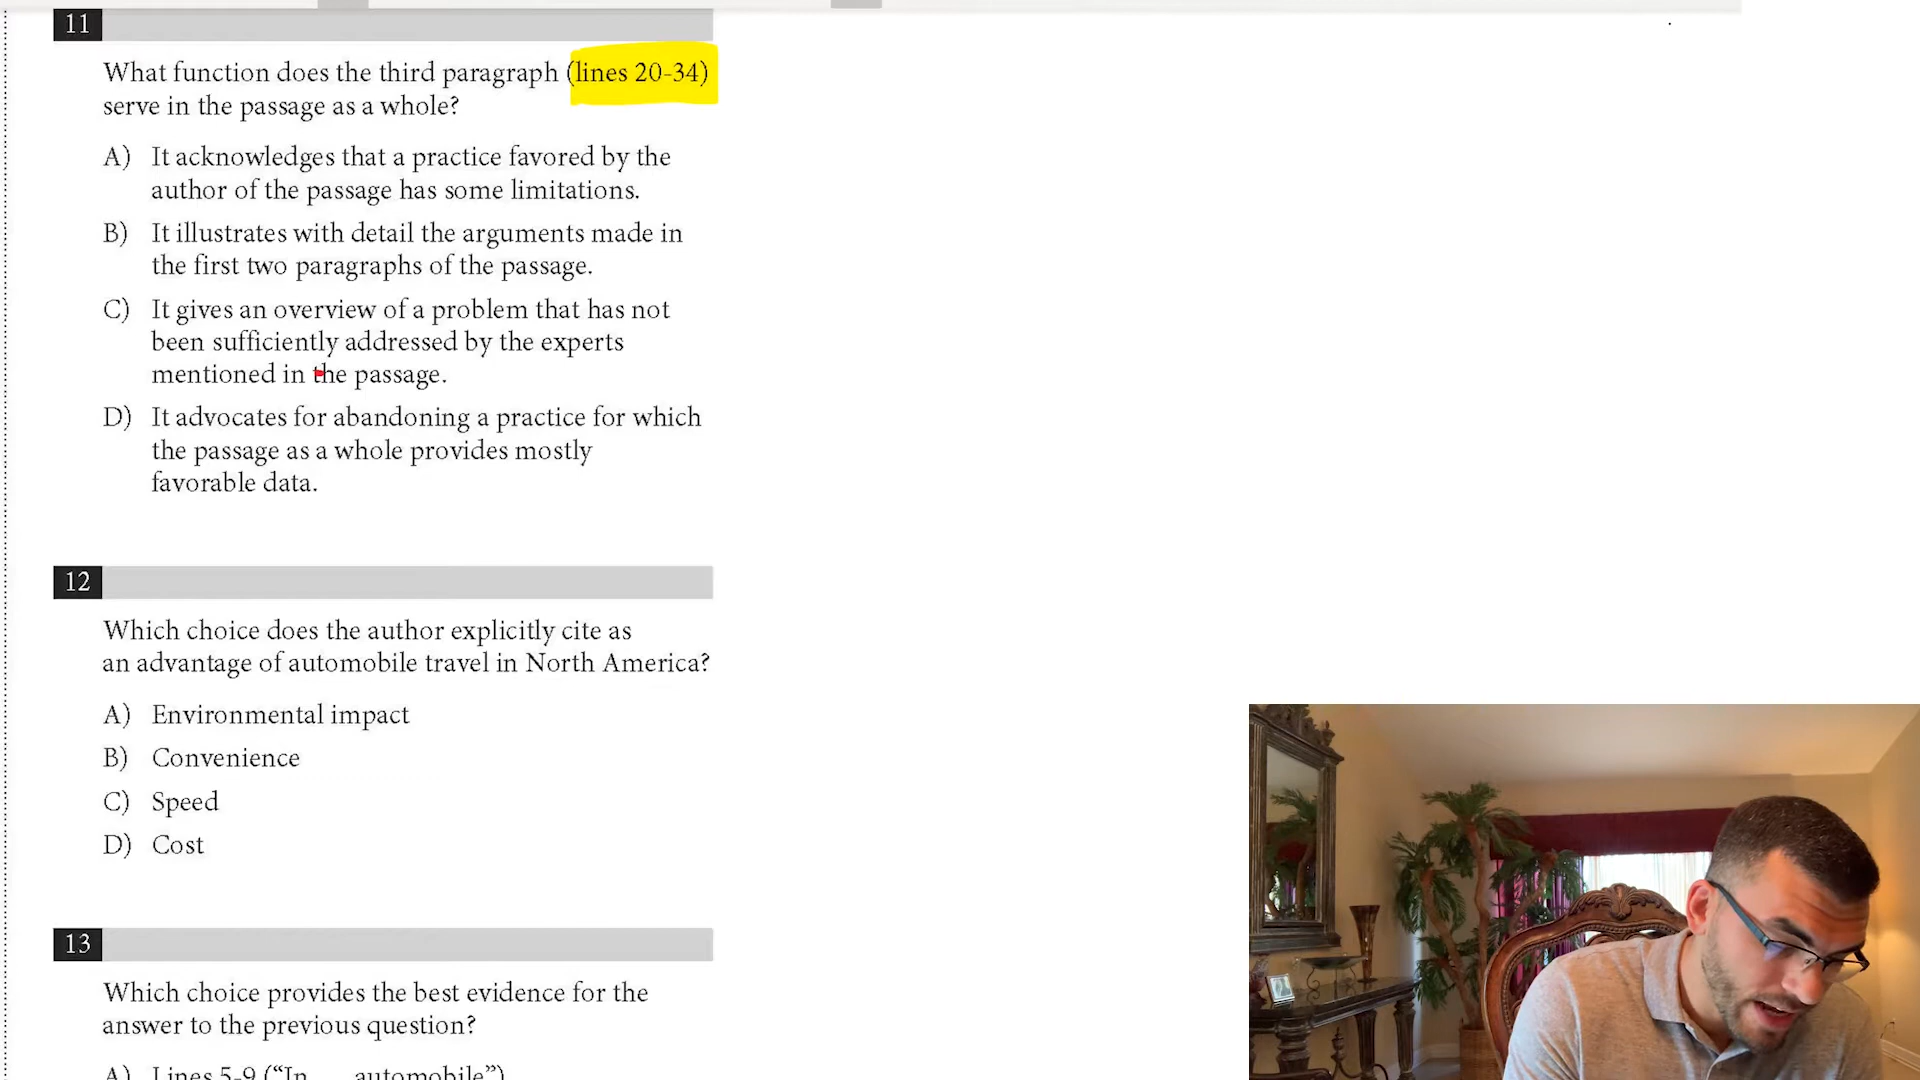 11
What function does the third paragraph (lines 20-34)
serve in the passage as a whole?
A) It acknowledges that a practice favored by the
author of the passage has some limitations.
B) It illustrates with detail the arguments made in
the first two paragraphs of the passage.
C) It gives an overview of a problem that has not
been sufficiently addressed by the experts
mentioned in the passage.
D) It advocates for abandoning a practice for which
the passage as a whole provides mostly
favorable data.
12
Which choice does the author explicitly cite as
an advantage of automobile travel in North America?
A) Environmental impact
B) Convenience
C) Speed
D) Cost
13
Which choice provides the best evidence for the
answer to the previous question?
A) Lines 5-9 (“In ... automobile”)